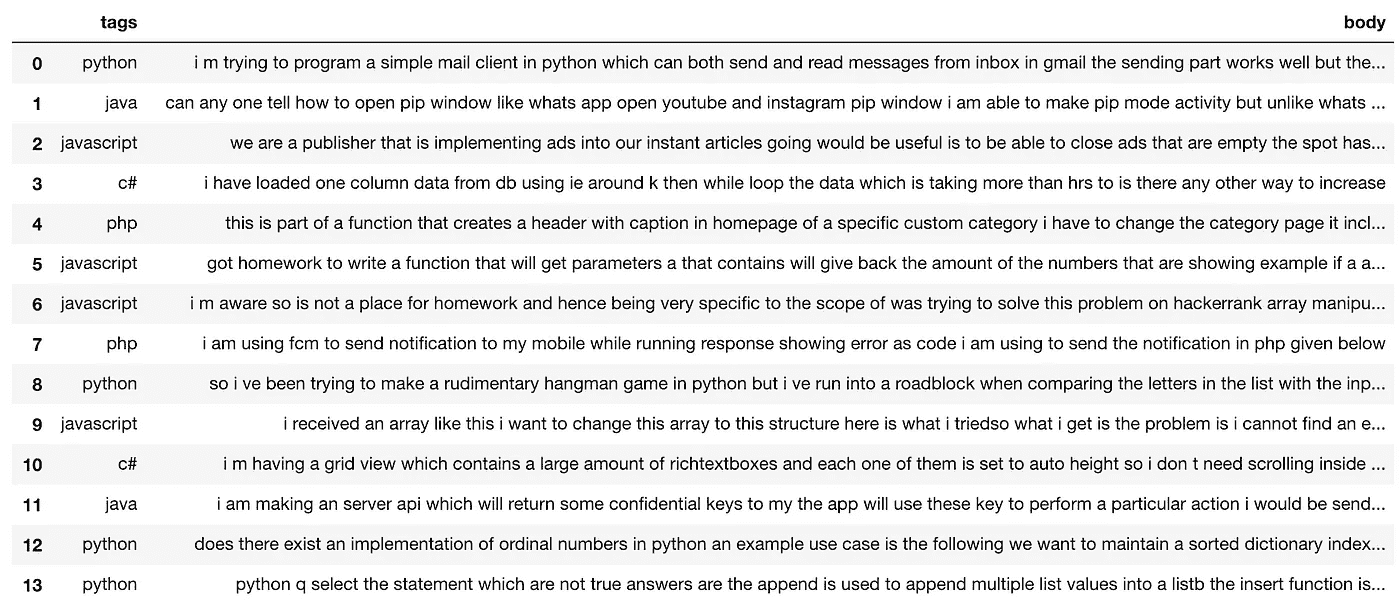 tags body
0 python i m trying to program a simple mail client in python which can both send and read messages from inbox in gmail the sending part works well but the...
1 java can any one tell how to open pip window like whats app open youtube and instagram pip window i am able to make pip mode activity but unlike whats ...
2 javascript we are a publisher that is implementing ads into our instant articles going would be useful is to be able to close ads that are empty the spot has...
3 c# i have loaded one column data from db using ie around k then while loop the data which is taking more than hrs to is there any other way to increase
4 php this is part of a function that creates a header with caption in homepage of a specific custom category i have to change the category page it incl...
5 javascript got homework to write a function that will get parameters a that contains will give back the amount of the numbers that are showing example if a a...
6 javascript i m aware so is not a place for homework and hence being very specific to the scope of was trying to solve this problem on hackerrank array manipu...
7 php i am using fcm to send notification to my mobile while running response showing error as code i am using to send the notification in php given below
8 python so i ve been trying to make a rudimentary hangman game in python but i ve run into a roadblock when comparing the letters in the list with the inp...
9 javascript i received an array like this i want to change this array to this structure here is what i triedso what i get is the problem is i cannot find an e...
10 c# i m having a grid view which contains a large amount of richtextboxes and each one of them is set to auto height so i don t need scrolling inside ...
11 java i am making an server api which will return some confidential keys to my the app will use these key to perform a particular action i would be send...
12 python does there exist an implementation of ordinal numbers in python an example use case is the following we want to maintain a sorted dictionary index...
13 python python q select the statement which are not true answers are the append is used to append multiple list values into a listb the insert function is...